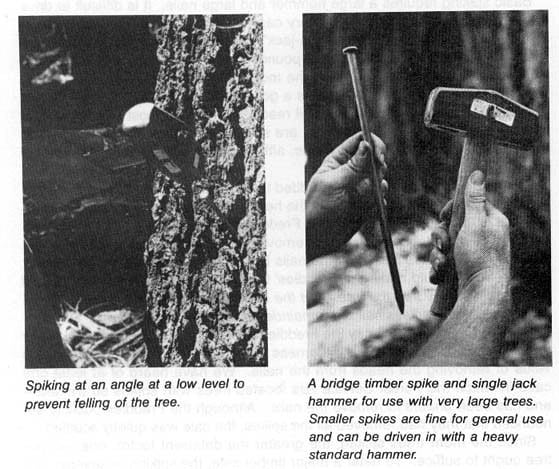 Spiking at an angle at a low level to
prevent felling of the tree.
A bridge timber spike and single jack
hammer for use with very large trees.
Smaller spikes are fine for general use
and can be driven in with a heavy
standard hammer.